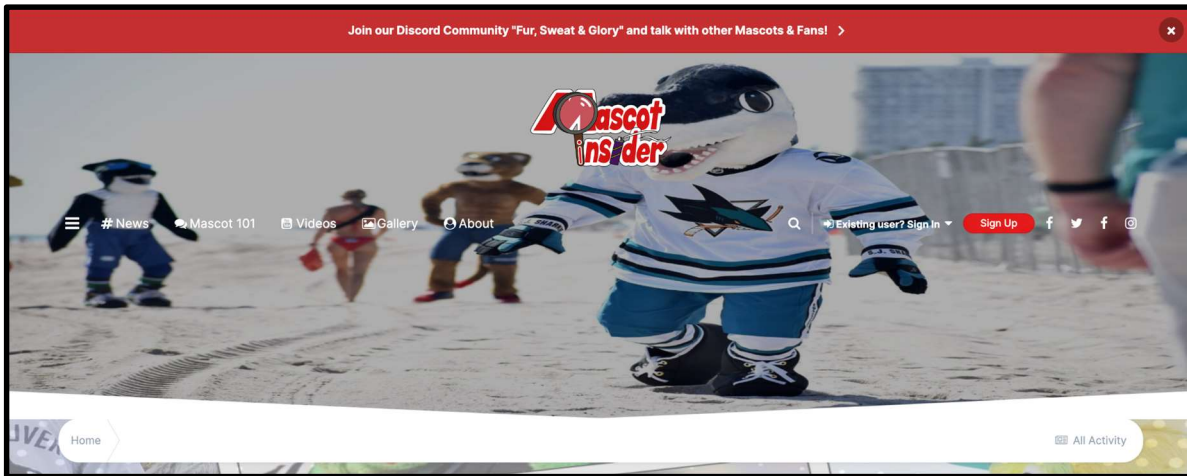 Join our Discord Community "Fur, Sweat & Glory" and talk with other Mascots & Fans!
Mascot
insider
News
Mascot 101
Videos
Gallery
About
Existing user? Sign In
Sign Up
Home
All Activity